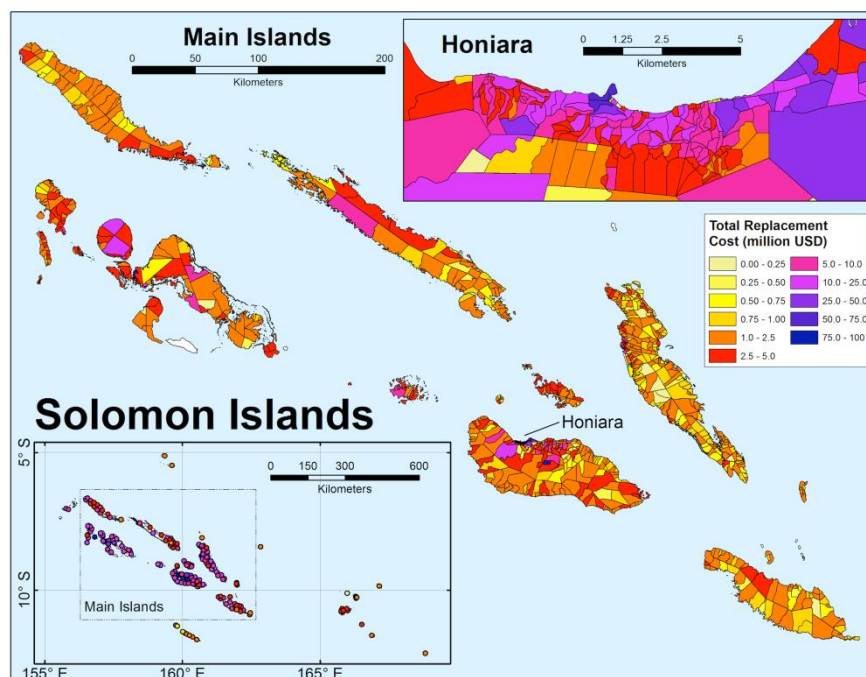 Main Islands
0 50 100 200
Kilometers
Honiara
0 1.25 2.5 5
Kilometers
Total Replacement
Cost (million USD)
0.00 - 0.25
0.25 - 0.50
0.50 - 0.75
0.75 - 1.00
1.0 - 2.5
2.5 - 5.0
5.0 - 10.0
10.0 - 25.0
25.0 - 50.0
50.0 - 75.0
75.0 - 100
Honiara
Solomon Islands
5° S
0 150 300 600
Kilometers
10° S
Main Islands
155° E 160° E 165° E